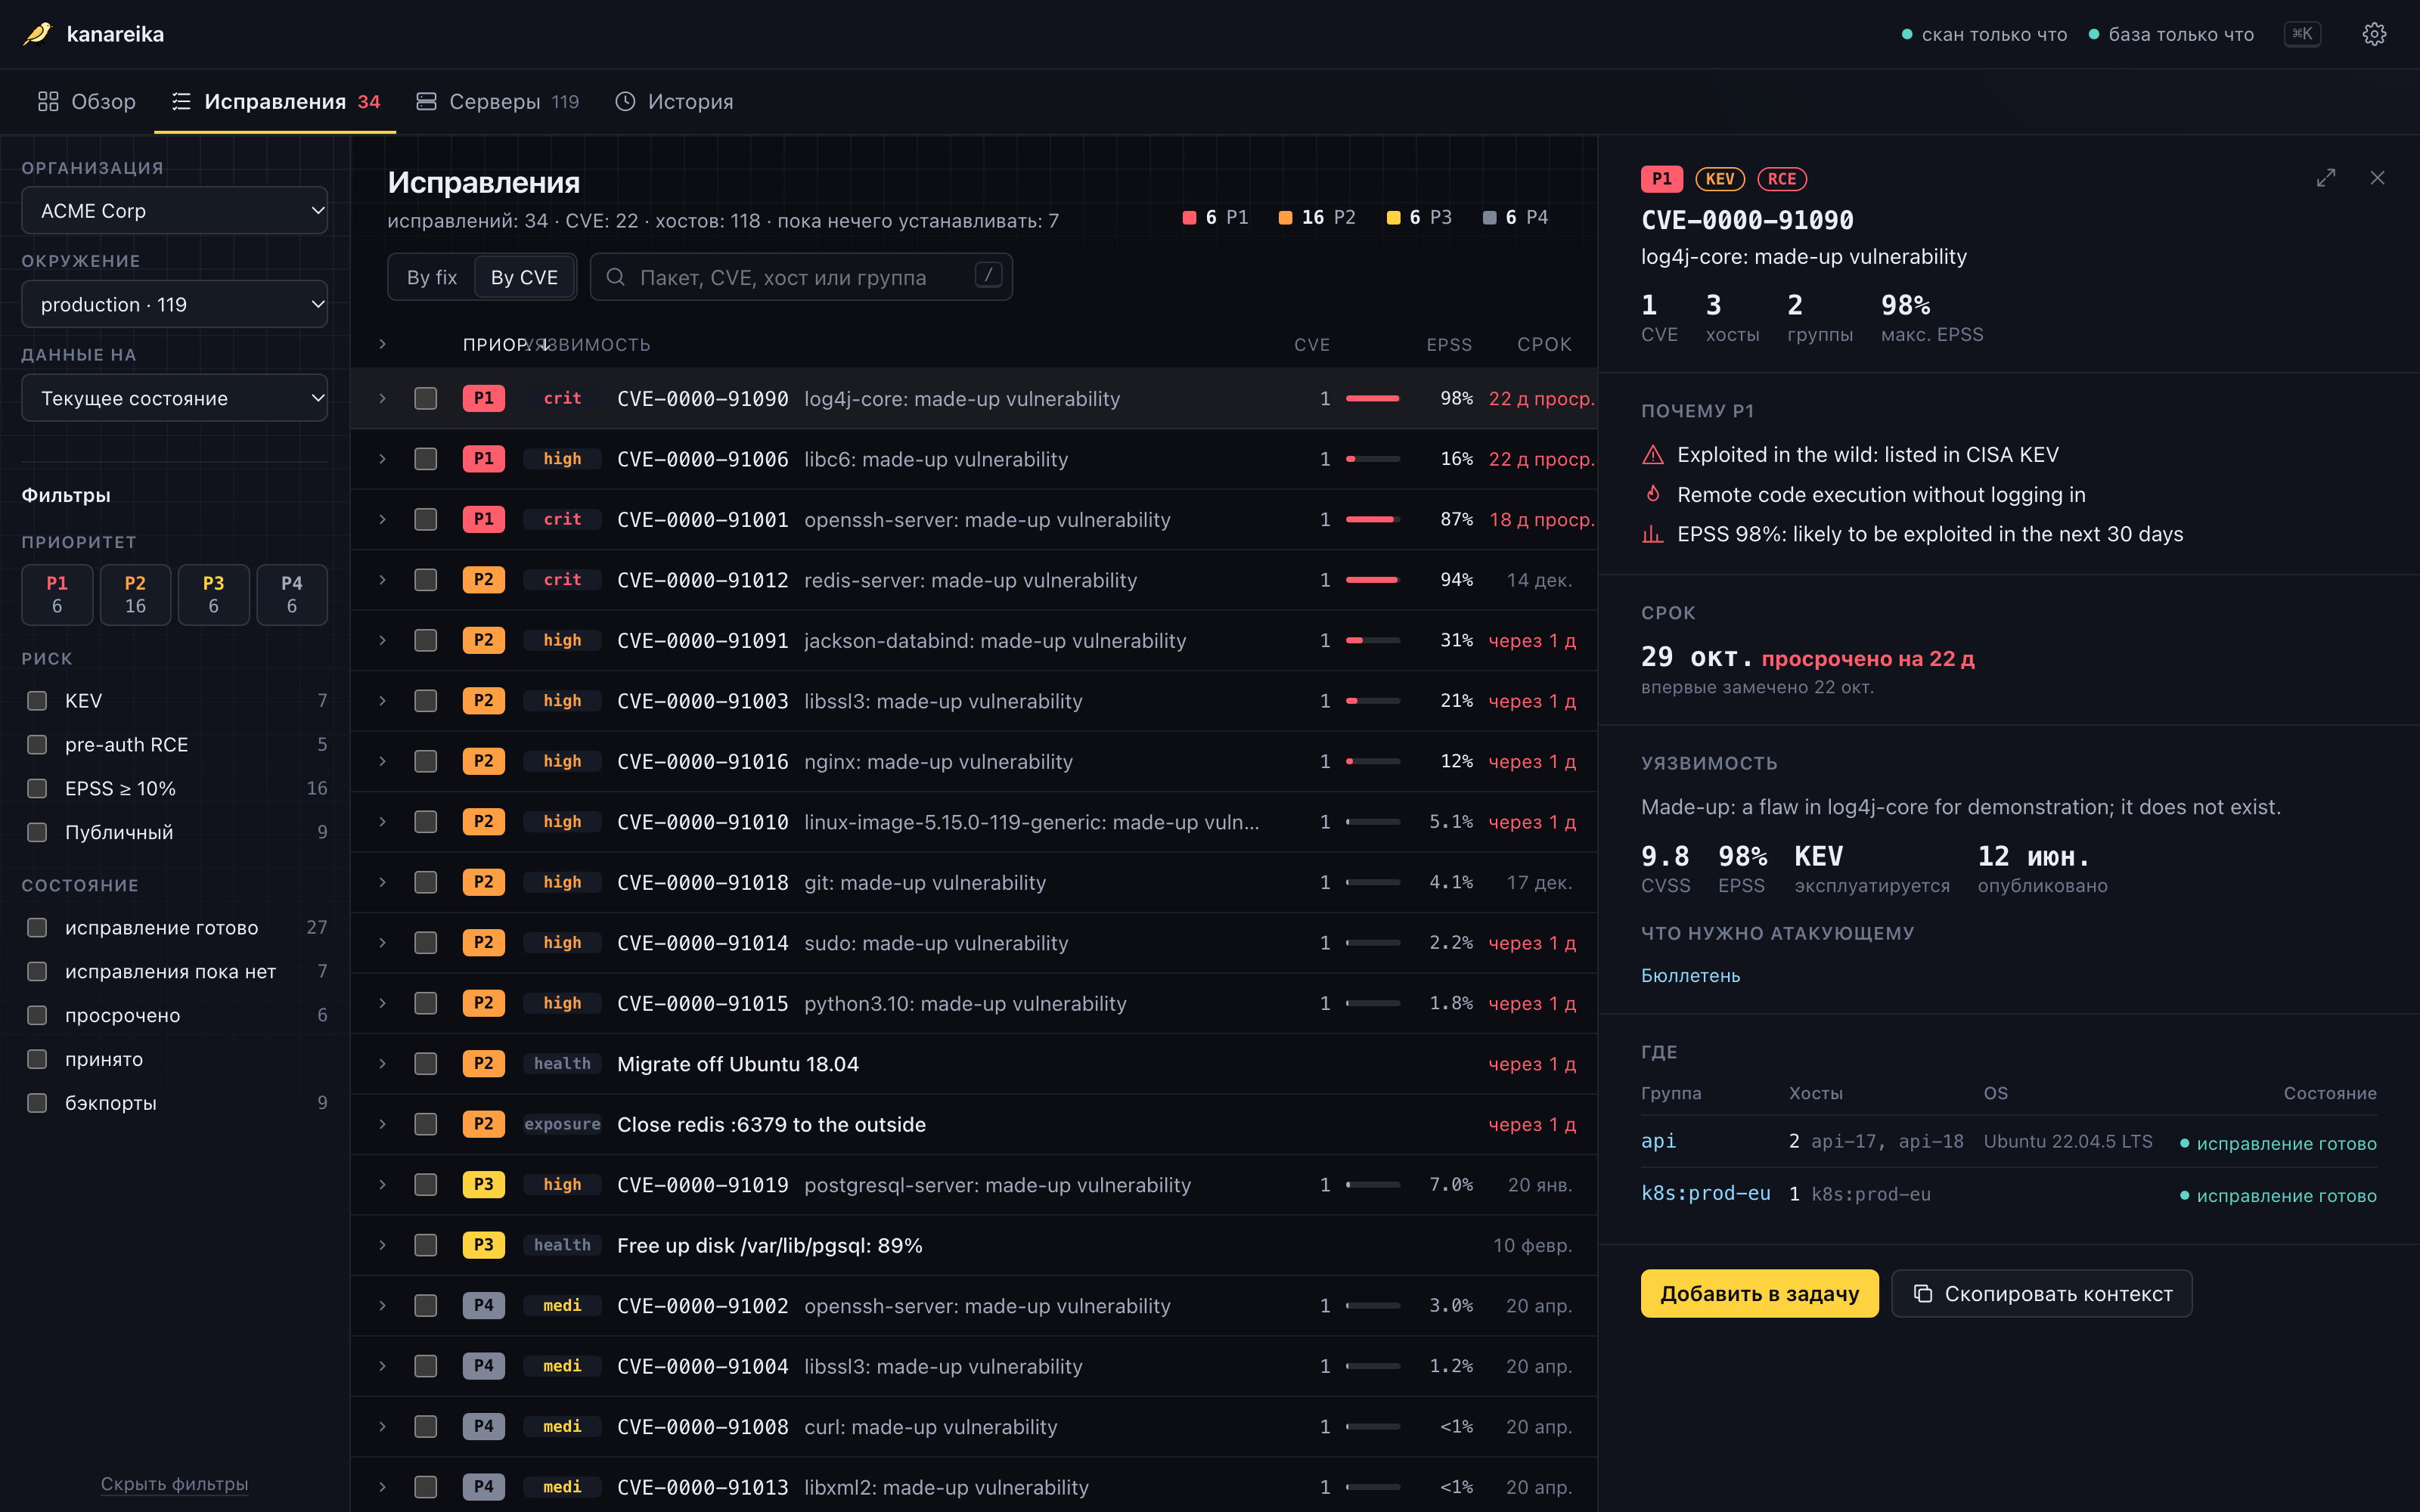 kanareika
скан только что
база только что
⌘K
Обзор
Исправления 34
Серверы 119
История
ОРГАНИЗАЦИЯ
ACME Corp
ОКРУЖЕНИЕ
production · 119
ДАННЫЕ НА
Текущее состояние
Фильтры
ПРИОРИТЕТ
P1 P2 P3 P4
6 16 6 6
РИСК
KEV 7
pre-auth RCE 5
EPSS ≥ 10% 16
Публичный 9
СОСТОЯНИЕ
исправление готово 27
исправления пока нет 7
просрочено 6
принято
бэкпорты 9
Скрыть фильтры
Исправления
исправлений: 34 · CVE: 22 · хостов: 118 · пока нечего устанавливать: 7
6 P1 16 P2 6 P3 6 P4
By fix By CVE
Пакет, CVE, хост или группа /
ПРИОР. ↓ УЯЗВИМОСТЬ CVE EPSS СРОК
P1 crit CVE-0000-91090 log4j-core: made-up vulnerability 1 98% 22 д проср.
P1 high CVE-0000-91006 libc6: made-up vulnerability 1 16% 22 д проср.
P1 crit CVE-0000-91001 openssh-server: made-up vulnerability 1 87% 18 д проср.
P2 crit CVE-0000-91012 redis-server: made-up vulnerability 1 94% 14 дек.
P2 high CVE-0000-91091 jackson-databind: made-up vulnerability 1 31% через 1 д
P2 high CVE-0000-91003 libssl3: made-up vulnerability 1 21% через 1 д
P2 high CVE-0000-91016 nginx: made-up vulnerability 1 12% через 1 д
P2 high CVE-0000-91010 linux-image-5.15.0-119-generic: made-up vuln... 1 5.1% через 1 д
P2 high CVE-0000-91018 git: made-up vulnerability 1 4.1% 17 дек.
P2 high CVE-0000-91014 sudo: made-up vulnerability 1 2.2% через 1 д
P2 high CVE-0000-91015 python3.10: made-up vulnerability 1 1.8% через 1 д
P2 health Migrate off Ubuntu 18.04 через 1 д
P2 exposure Close redis :6379 to the outside через 1 д
P3 high CVE-0000-91019 postgresql-server: made-up vulnerability 1 7.0% 20 янв.
P3 health Free up disk /var/lib/pgsql: 89% 10 февр.
P4 medi CVE-0000-91002 openssh-server: made-up vulnerability 1 3.0% 20 апр.
P4 medi CVE-0000-91004 libssl3: made-up vulnerability 1 1.2% 20 апр.
P4 medi CVE-0000-91008 curl: made-up vulnerability 1 <1% 20 апр.
P4 medi CVE-0000-91013 libxml2: made-up vulnerability 1 <1% 20 апр.
P1 KEV RCE
CVE-0000-91090
log4j-core: made-up vulnerability
1 3 2 98%
CVE хосты группы макс. EPSS
ПОЧЕМУ P1
Exploited in the wild: listed in CISA KEV
Remote code execution without logging in
EPSS 98%: likely to be exploited in the next 30 days
СРОК
29 окт. просрочено на 22 д
впервые замечено 22 окт.
УЯЗВИМОСТЬ
Made-up: a flaw in log4j-core for demonstration; it does not exist.
9.8 98% KEV 12 июн.
CVSS EPSS эксплуатируется опубликовано
ЧТО НУЖНО АТАКУЮЩЕМУ
Бюллетень
ГДЕ
Группа Хосты OS Состояние
api 2 api-17, api-18 Ubuntu 22.04.5 LTS исправление готово
k8s:prod-eu 1 k8s:prod-eu исправление готово
Добавить в задачу
Скопировать контекст